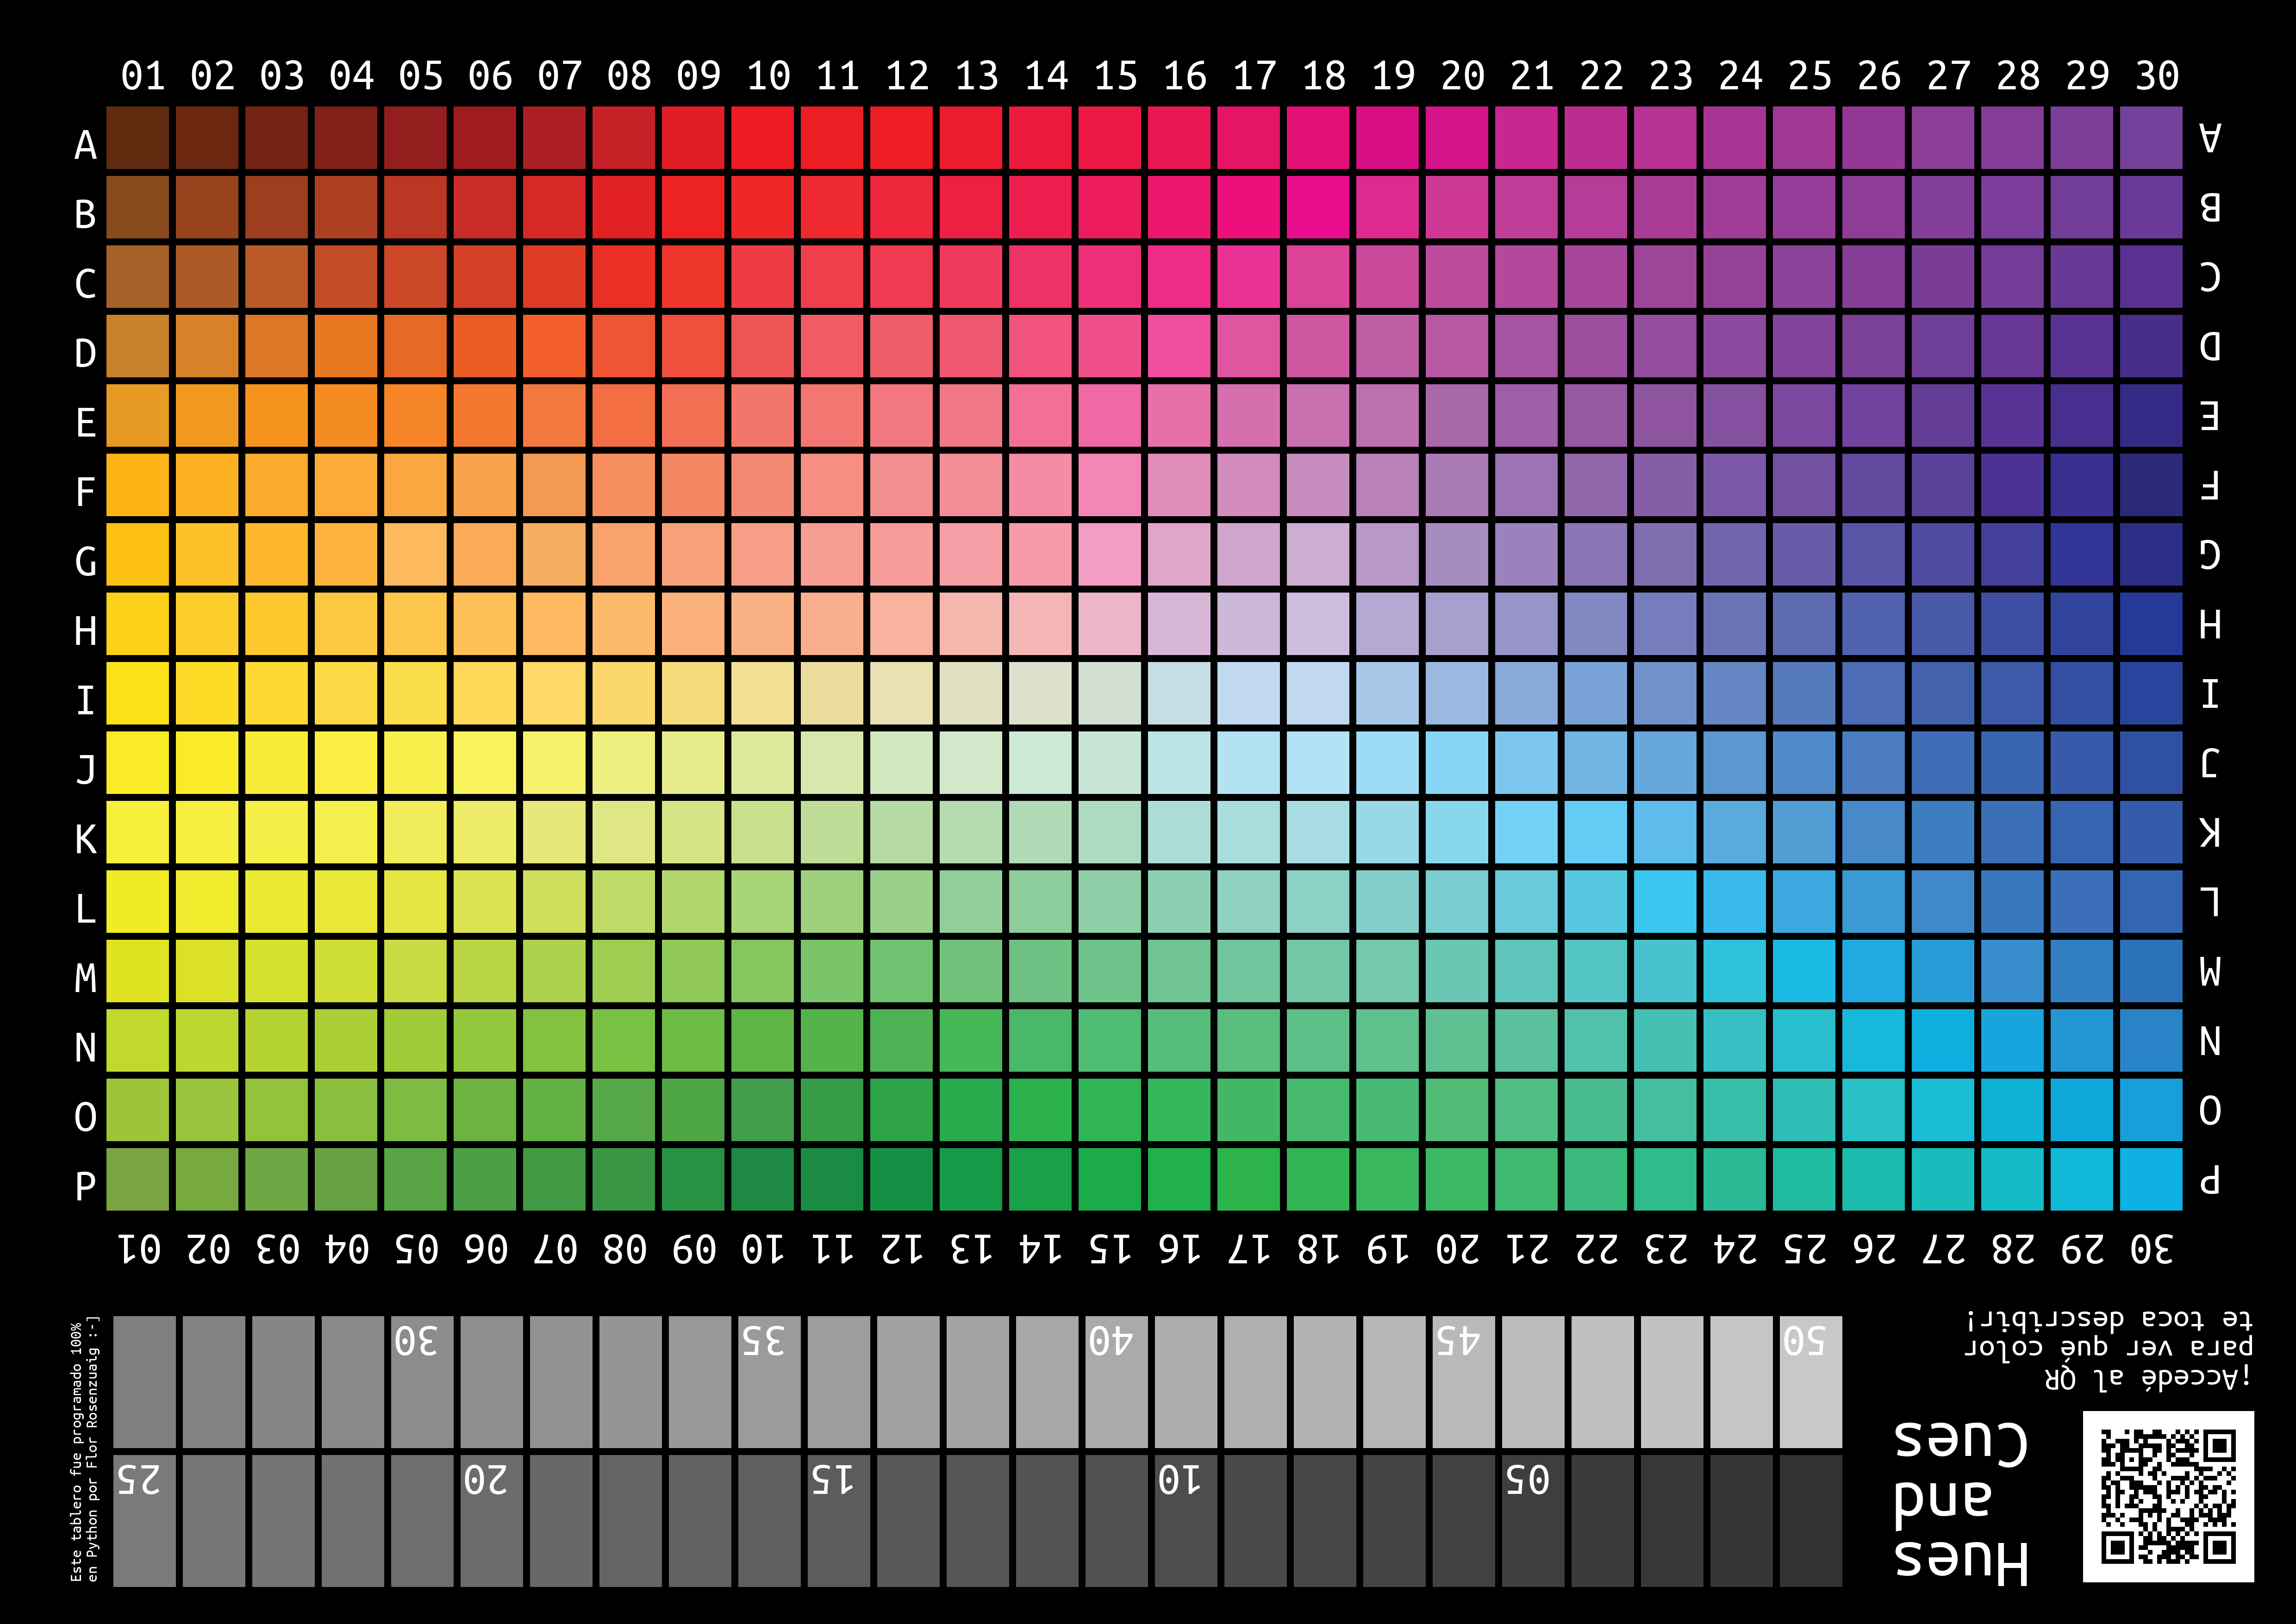 01 02 03 04 05 06 07 08 09 10 11 12 13 14 15 16 17 18 19 20 21 22 23 24 25 26 27 28 29 30
A A
B B
C C
D D
E E
F F
G G
H H
I I
J J
K K
L L
M M
N N
O O
P P
01 02 03 04 05 06 07 08 09 10 11 12 13 14 15 16 17 18 19 20 21 22 23 24 25 26 27 28 29 30
30 35 40 45 50
25 20 15 10 05
Este tablero fue programado 100%
en Python por Flor Rosenzuaig :-]
Hues
and
Cues
¡Accedé al QR
para ver qué color
te toca describir!